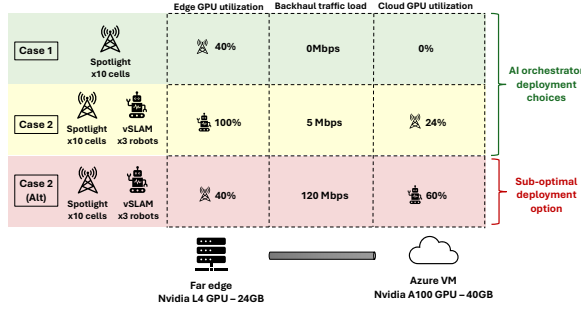 Edge GPU utilization Backhaul traffic load Cloud GPU utilization
Case 1
Spotlight
x10 cells
40%
0Mbps
0%
Case 2
Spotlight
x10 cells
vSLAM
x3 robots
100%
5 Mbps
24%
Case 2
(Alt)
Spotlight
x10 cells
vSLAM
x3 robots
40%
120 Mbps
60%
AI orchestrator
deployment
choices
Sub-optimal
deployment
option
Far edge
Nvidia L4 GPU – 24GB
Azure VM
Nvidia A100 GPU – 40GB